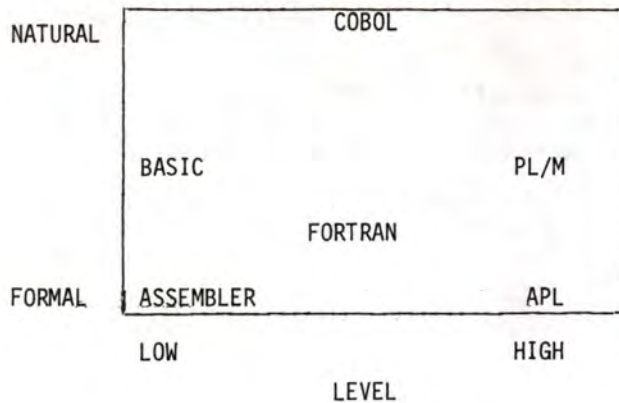 NATURAL COBOL
BASIC PL/M
FORTRAN
FORMAL ASSEMBLER APL
LOW HIGH
LEVEL